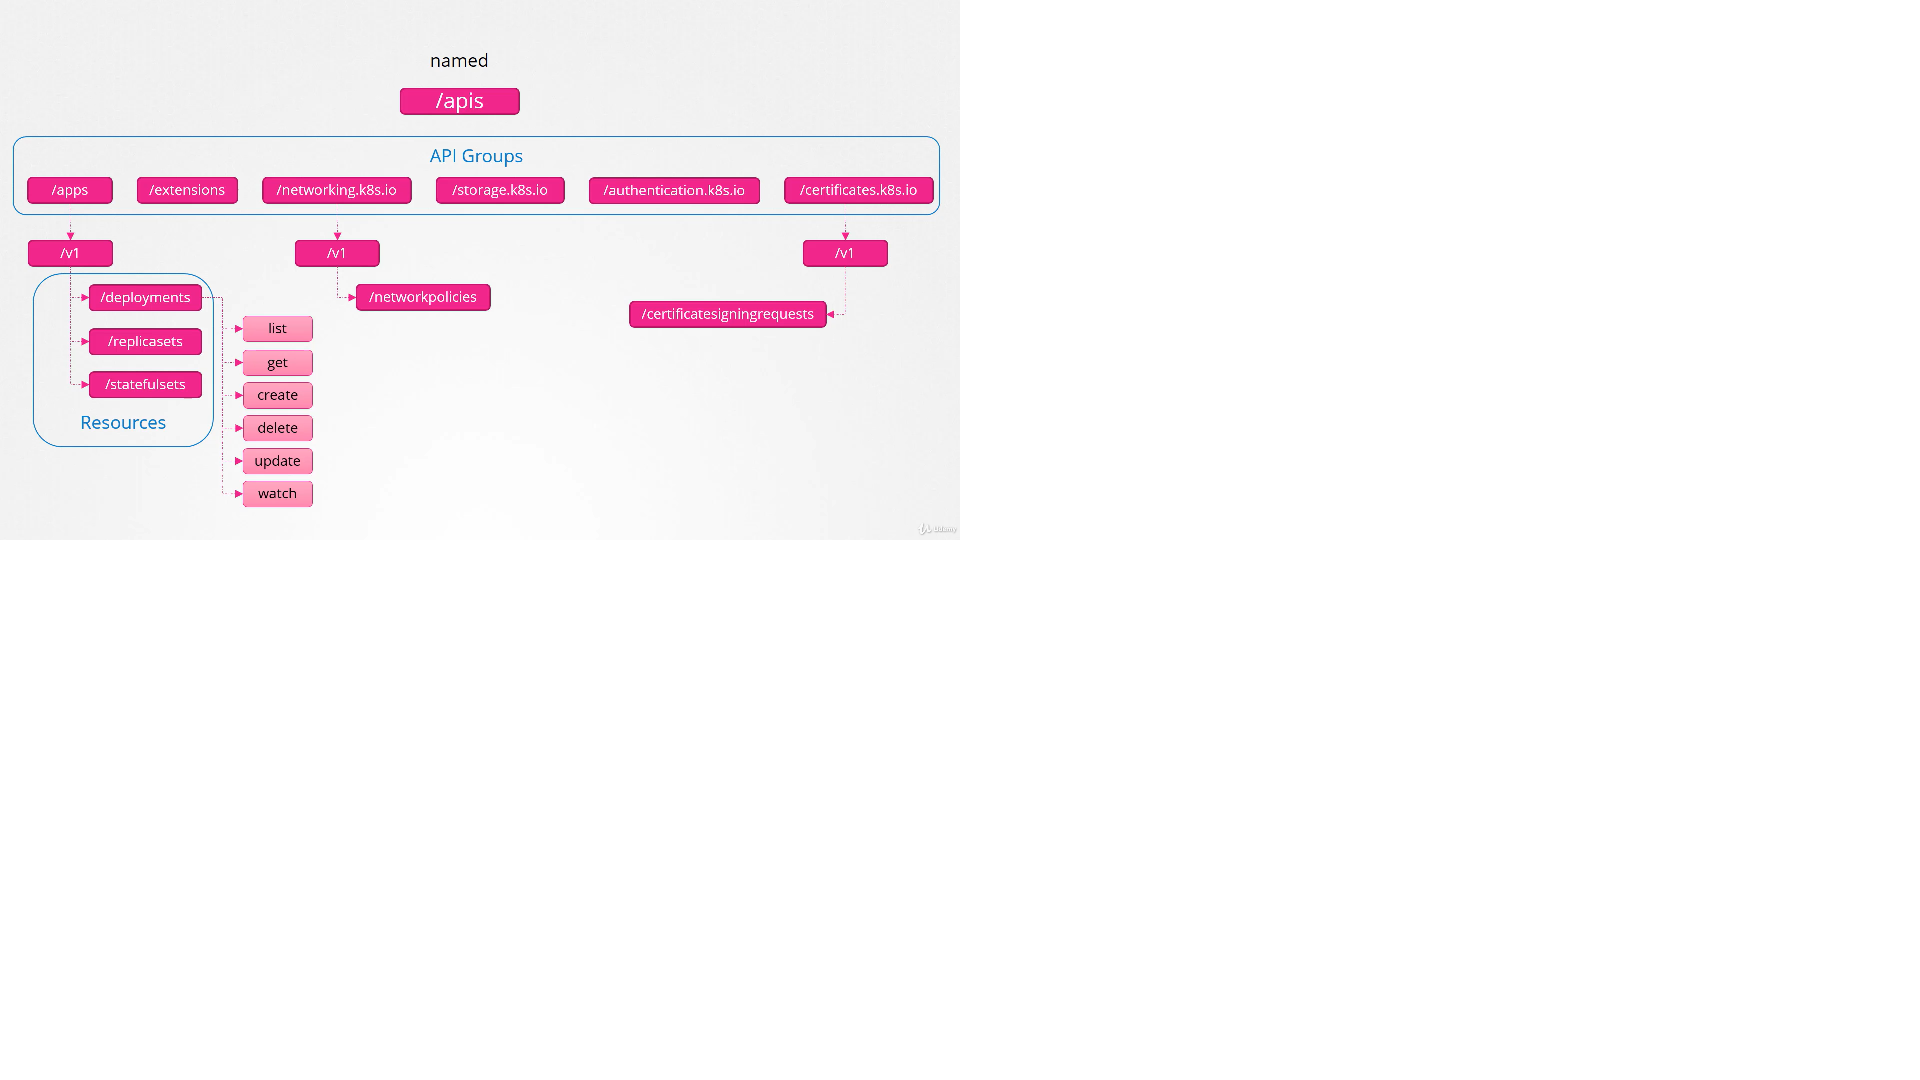 named
/apis
API Groups
/apps /extensions /networking.k8s.io /storage.k8s.io /authentication.k8s.io /certificates.k8s.io
/v1 /v1 /v1
/deployments /networkpolicies
/certificatesigningrequests
list
/replicasets
get
/statefulsets
create
Resources
delete
update
watch
Udemy